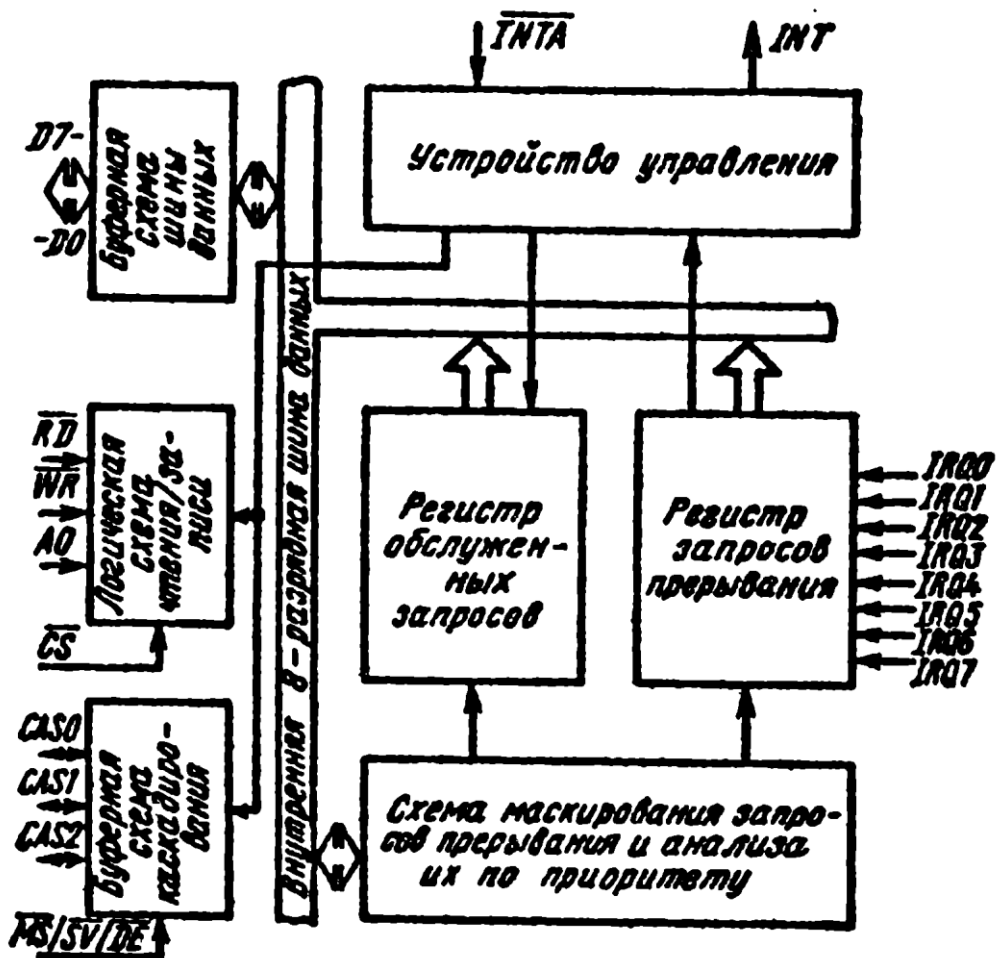 INTA
INT
Устройство управления
D7-
-D0
Буферная
схема
шины
данных
RD
WR
A0
CS
Логическая
схема
чтения/за-
писи
Внутренняя 8-разрядная шина данных
Регистр
обслужен-
ных
запросов
Регистр
запросов
прерывания
IRQ0
IRQ1
IRQ2
IRQ3
IRQ4
IRQ5
IRQ6
IRQ7
CAS0
CAS1
CAS2
MS/SV/DE
Буферная
схема
каскадиро-
вания
Схема маскирования запро-
сов прерывания и анализа
их по приоритету